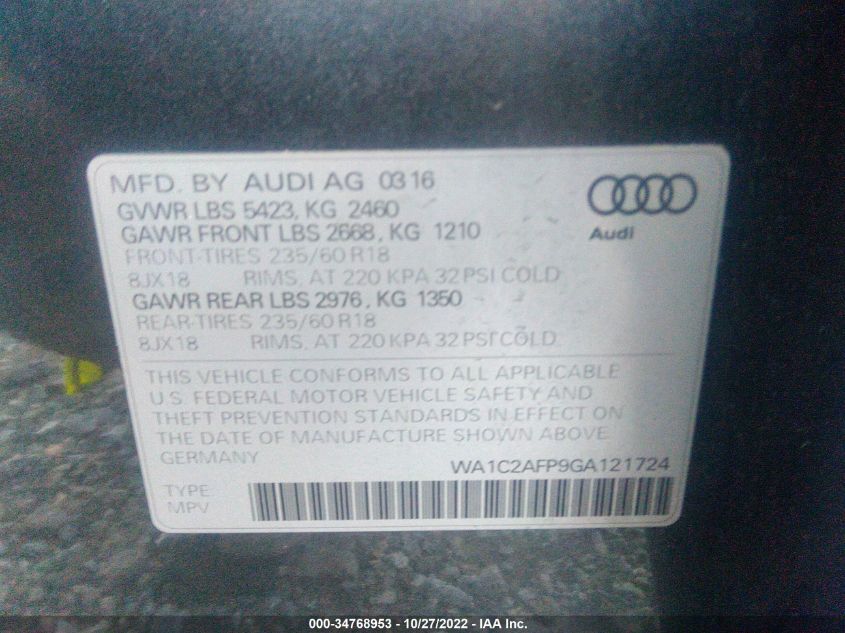 MFD. BY AUDI AG 03 16
GVWR LBS 5423, KG 2460
GAWR FRONT LBS 2668, KG 1210
FRONT-TIRES 235/60 R18
8JX18 RIMS, AT 220 KPA 32 PSI COLD
GAWR REAR LBS 2976, KG 1350
REAR-TIRES 235/60 R18
8JX18 RIMS, AT 220 KPA 32 PSI COLD
Audi
THIS VEHICLE CONFORMS TO ALL APPLICABLE
U.S. FEDERAL MOTOR VEHICLE SAFETY AND
THEFT PREVENTION STANDARDS IN EFFECT ON
THE DATE OF MANUFACTURE SHOWN ABOVE.
GERMANY
WA1C2AFP9GA121724
TYPE:
MPV
000-34768953 - 10/27/2022 - IAA Inc.